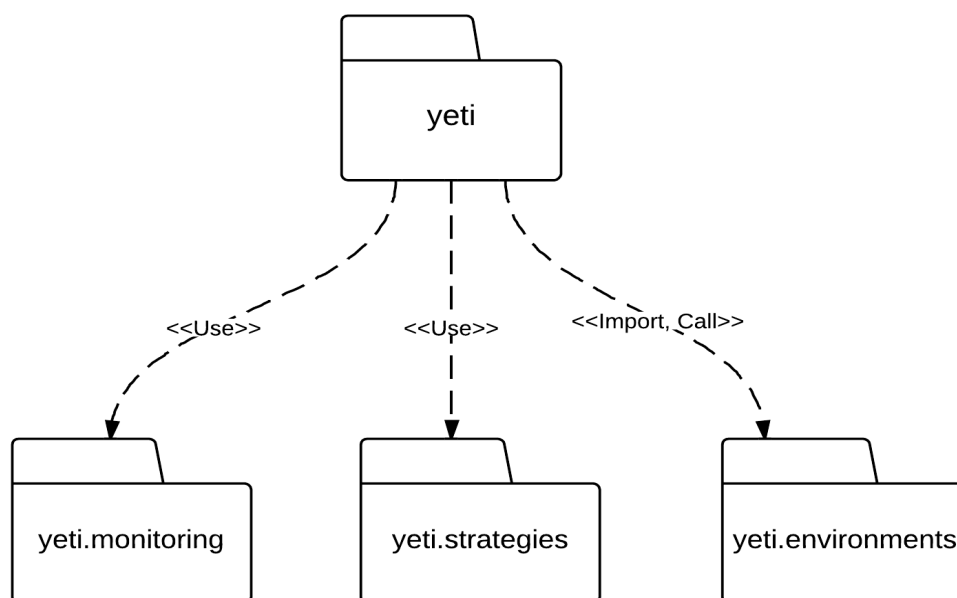 yeti
<<Use>>
<<Use>>
<<Import, Call>>
yeti.monitoring
yeti.strategies
yeti.environments